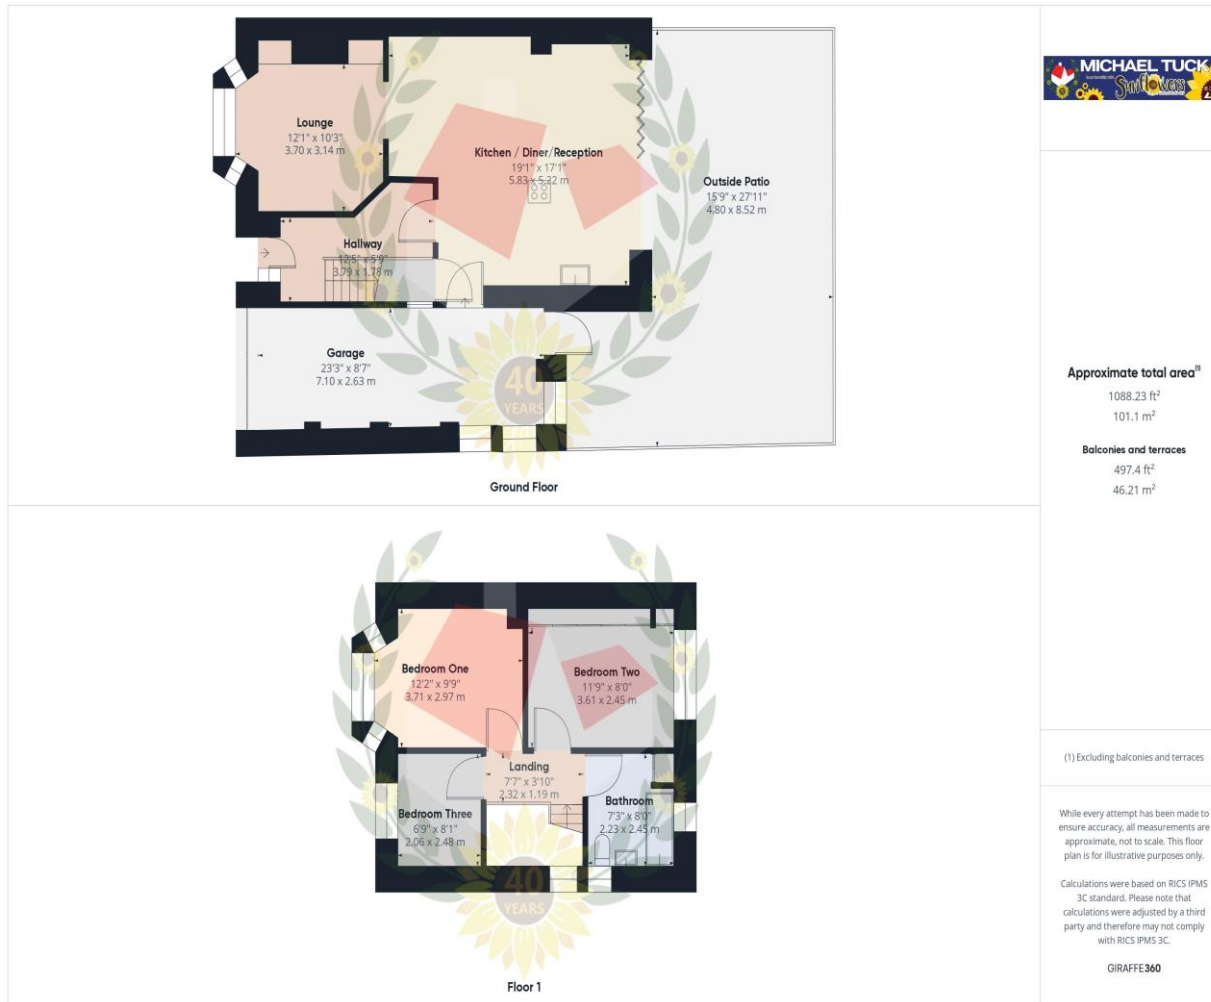 Lounge
12'1" x 10'3"
3.70 x 3.14 m
Kitchen / Diner/Reception
19'1" x 17'1"
5.83 x 5.22 m
Outside Patio
15'9" x 27'11"
4.80 x 8.52 m
Hallway
12'5" x 5'9"
3.79 x 1.78 m
Garage
23'3" x 8'7"
7.10 x 2.63 m
40
YEARS
Ground Floor
Bedroom One
12'2" x 9'9"
3.71 x 2.97 m
Bedroom Two
11'9" x 8'0"
3.61 x 2.45 m
Landing
7'7" x 3'10"
2.32 x 1.19 m
Bedroom Three
6'9" x 8'1"
2.06 x 2.48 m
Bathroom
7'3" x 8'0"
2.23 x 2.45 m
40
YEARS
Floor 1
MICHAEL TUCK
Sunflowers
Approximate total area(1)
1088.23 ft²
101.1 m²
Balconies and terraces
497.4 ft²
46.21 m²
(1) Excluding balconies and terraces
While every attempt has been made to
ensure accuracy, all measurements are
approximate, not to scale. This floor
plan is for illustrative purposes only.
Calculations were based on RICS IPMS
3C standard. Please note that
calculations were adjusted by a third
party and therefore may not comply
with RICS IPMS 3C.
GIRAFFE360